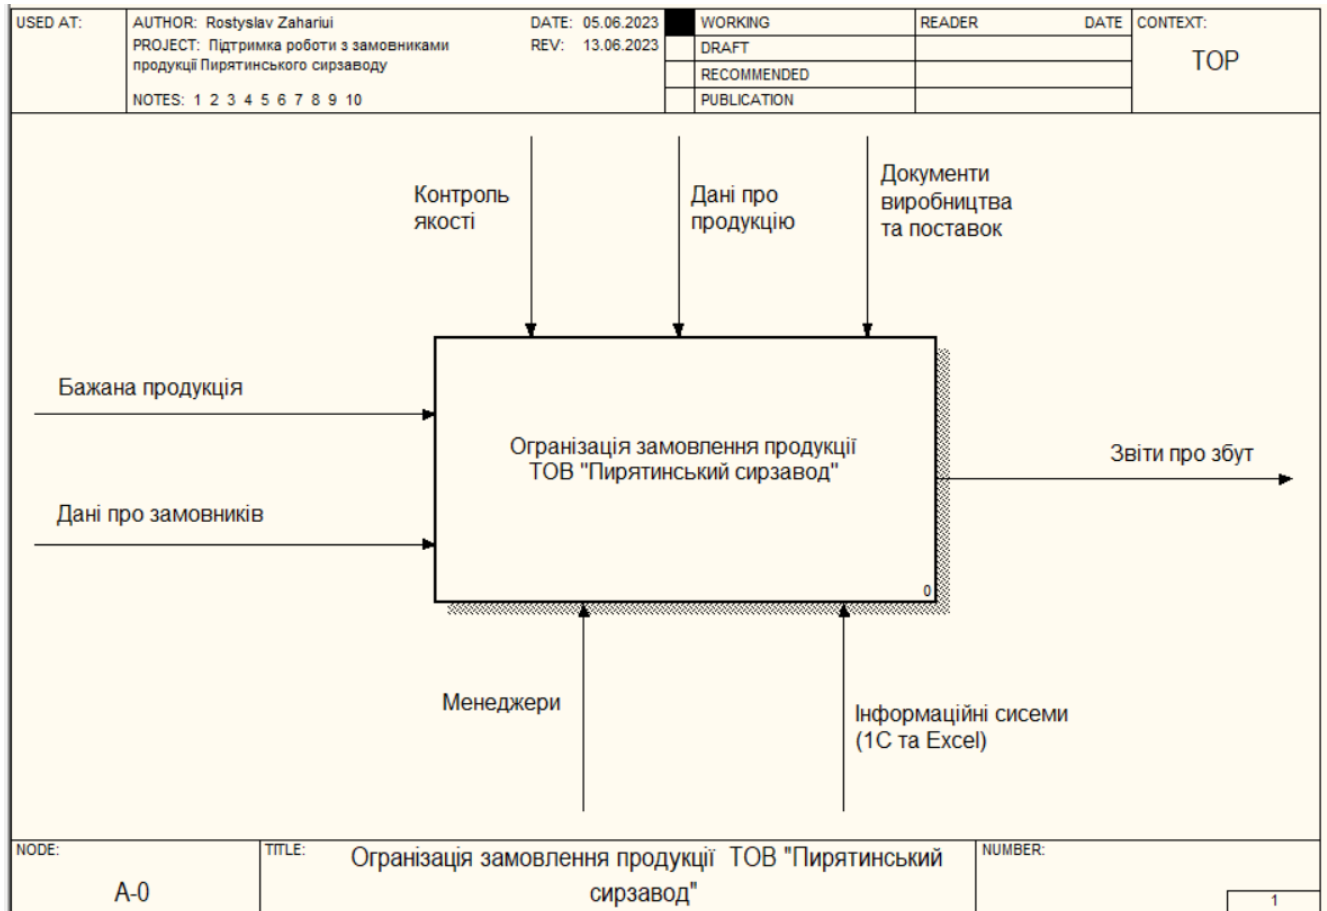 USED AT:
AUTHOR: Rostyslav Zahariui
DATE: 05.06.2023
PROJECT: Підтримка роботи з замовниками
продукції Пирятинського сирзаводу
REV: 13.06.2023
NOTES: 1 2 3 4 5 6 7 8 9 10
WORKING
DRAFT
RECOMMENDED
PUBLICATION
READER
DATE
CONTEXT:
TOP
Контроль
якості
Дані про
продукцію
Документи
виробництва
та поставок
Бажана продукція
Дані про замовників
Огранізація замовлення продукції
ТОВ "Пирятинський сирзавод"
0
Звіти про збут
Менеджери
Інформаційні сисеми
(1С та Excel)
NODE:
A-0
TITLE:
Огранізація замовлення продукції ТОВ "Пирятинський
сирзавод"
NUMBER:
1